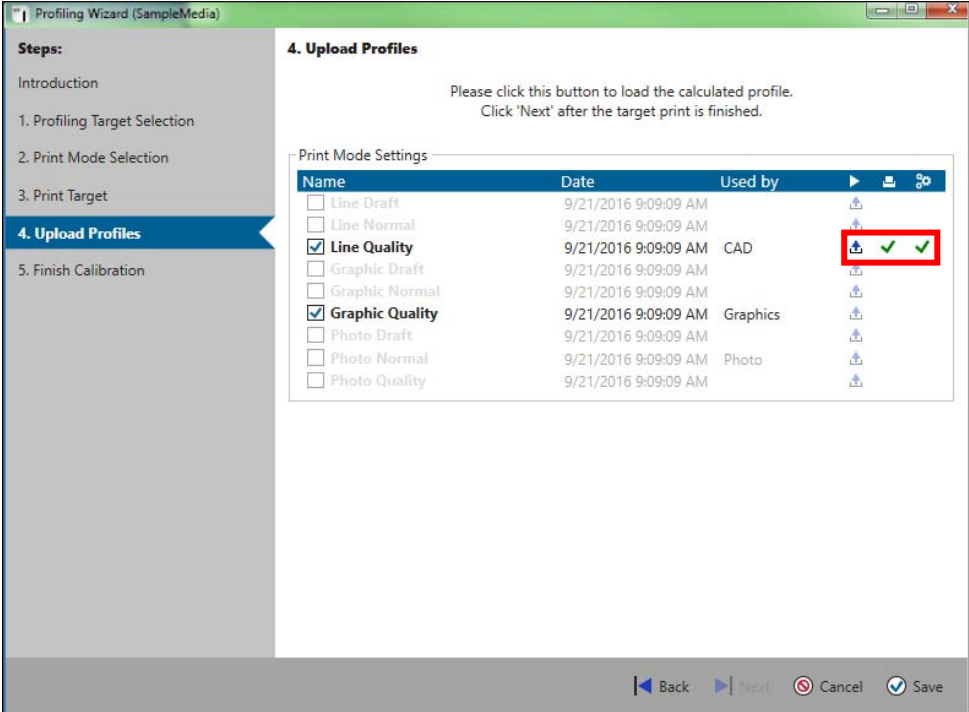 Profiling Wizard (SampleMedia)
Steps:
Introduction
1. Profiling Target Selection
2. Print Mode Selection
3. Print Target
4. Upload Profiles
5. Finish Calibration
4. Upload Profiles
Please click this button to load the calculated profile.
Click 'Next' after the target print is finished.
Print Mode Settings
Name Date Used by
Line Draft 9/21/2016 9:09:09 AM
Line Normal 9/21/2016 9:09:09 AM
Line Quality 9/21/2016 9:09:09 AM CAD
Graphic Draft 9/21/2016 9:09:09 AM
Graphic Normal 9/21/2016 9:09:09 AM
Graphic Quality 9/21/2016 9:09:09 AM Graphics
Photo Draft 9/21/2016 9:09:09 AM
Photo Normal 9/21/2016 9:09:09 AM Photo
Photo Quality 9/21/2016 9:09:09 AM
Back Next Cancel Save